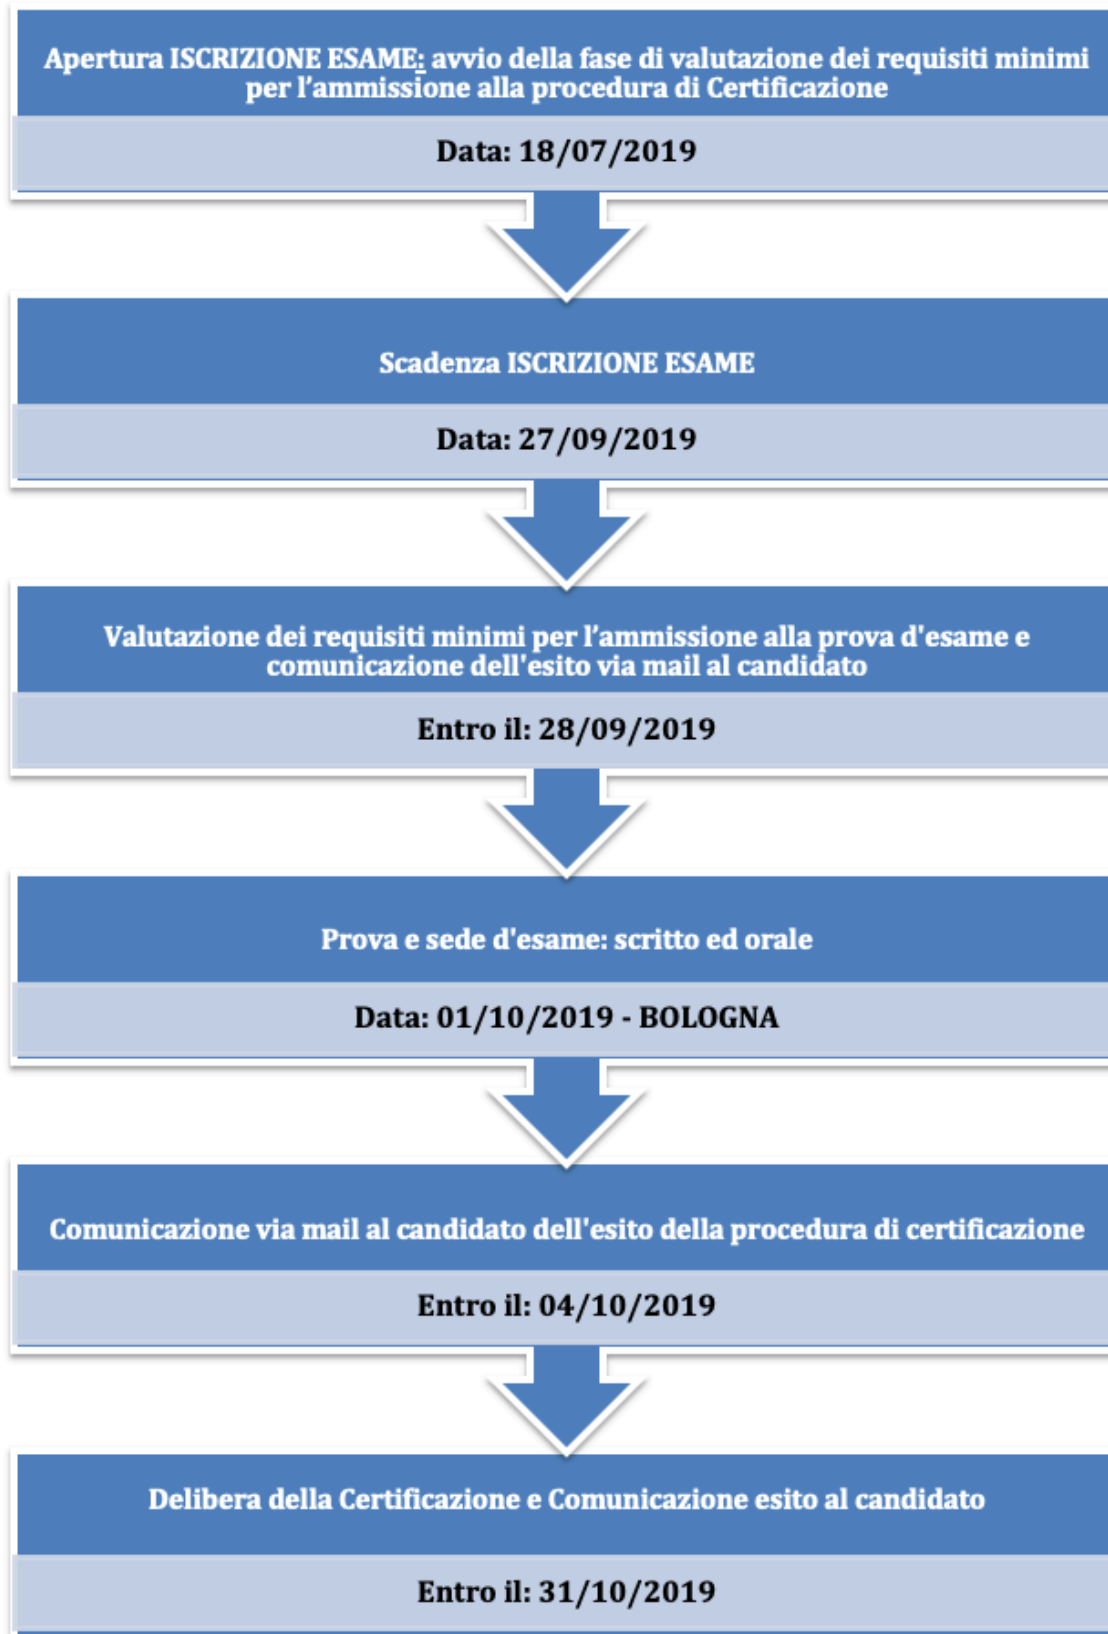 Apertura ISCRIZIONE ESAME: avvio della fase di valutazione dei requisiti minimi
per l'ammissione alla procedura di Certificazione
Data: 18/07/2019
Scadenza ISCRIZIONE ESAME
Data: 27/09/2019
Valutazione dei requisiti minimi per l'ammissione alla prova d'esame e
comunicazione dell'esito via mail al candidato
Entro il: 28/09/2019
Prova e sede d'esame: scritto ed orale
Data: 01/10/2019 - BOLOGNA
Comunicazione via mail al candidato dell'esito della procedura di certificazione
Entro il: 04/10/2019
Delibera della Certificazione e Comunicazione esito al candidato
Entro il: 31/10/2019